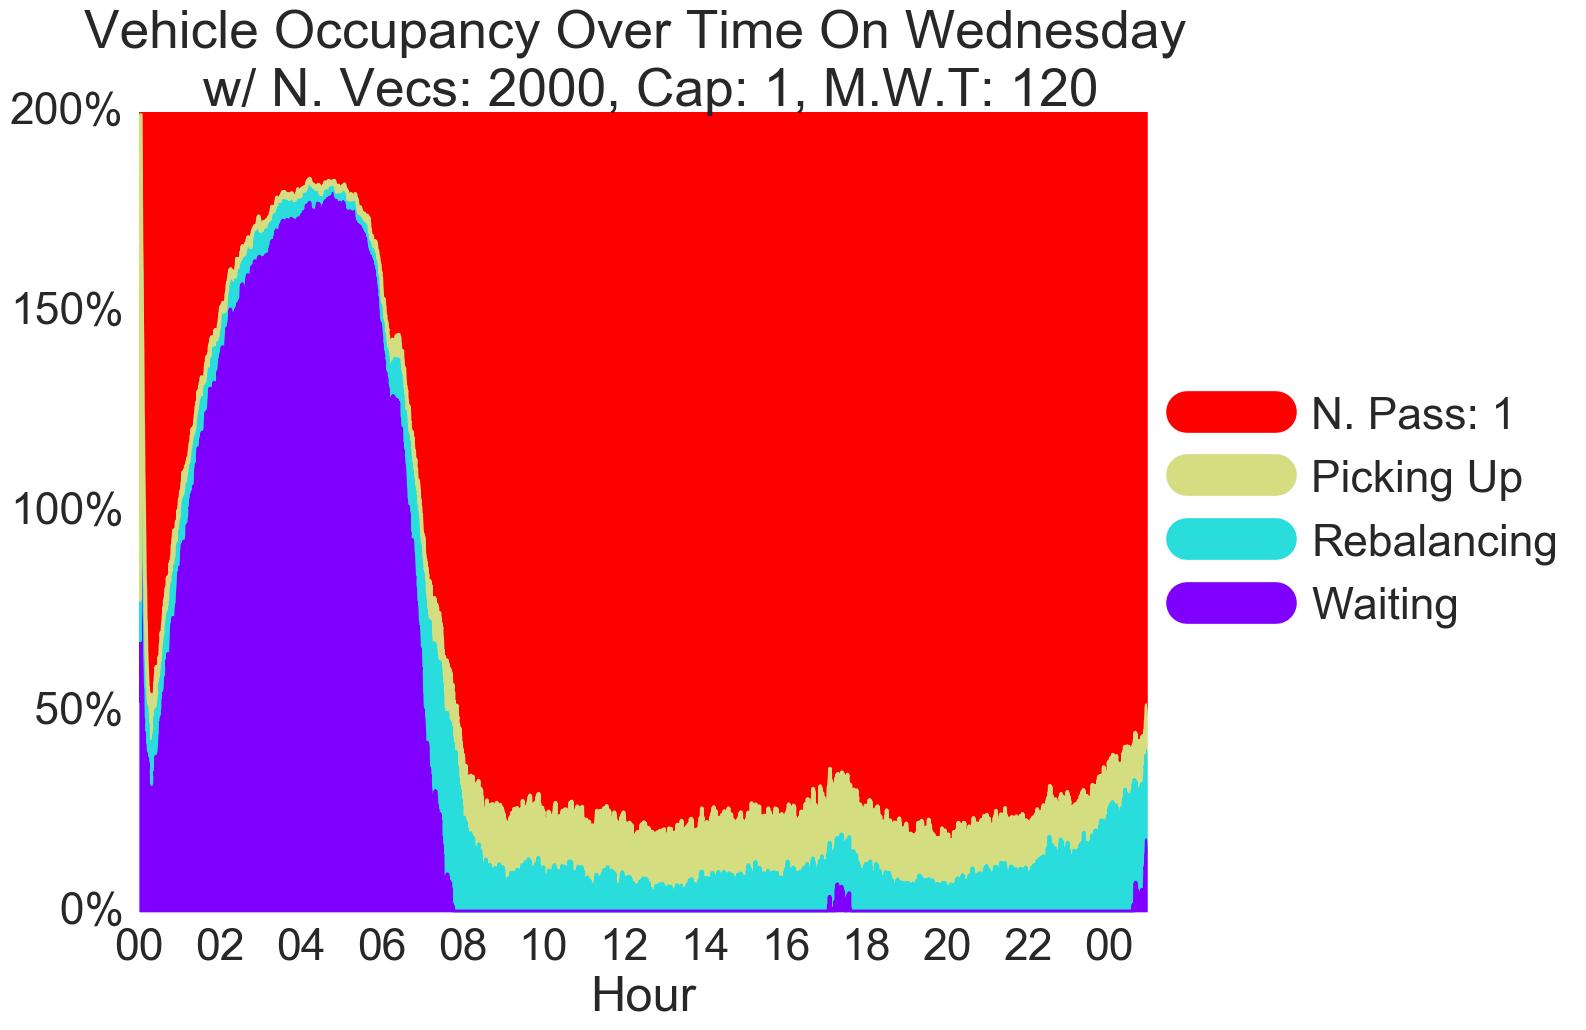 Vehicle Occupancy Over Time On Wednesday
w/ N. Vecs: 2000, Cap: 1, M.W.T: 120
200%
150%
100%
50%
0%
00 02 04 06 08 10 12 14 16 18 20 22 00
Hour
N. Pass: 1
Picking Up
Rebalancing
Waiting